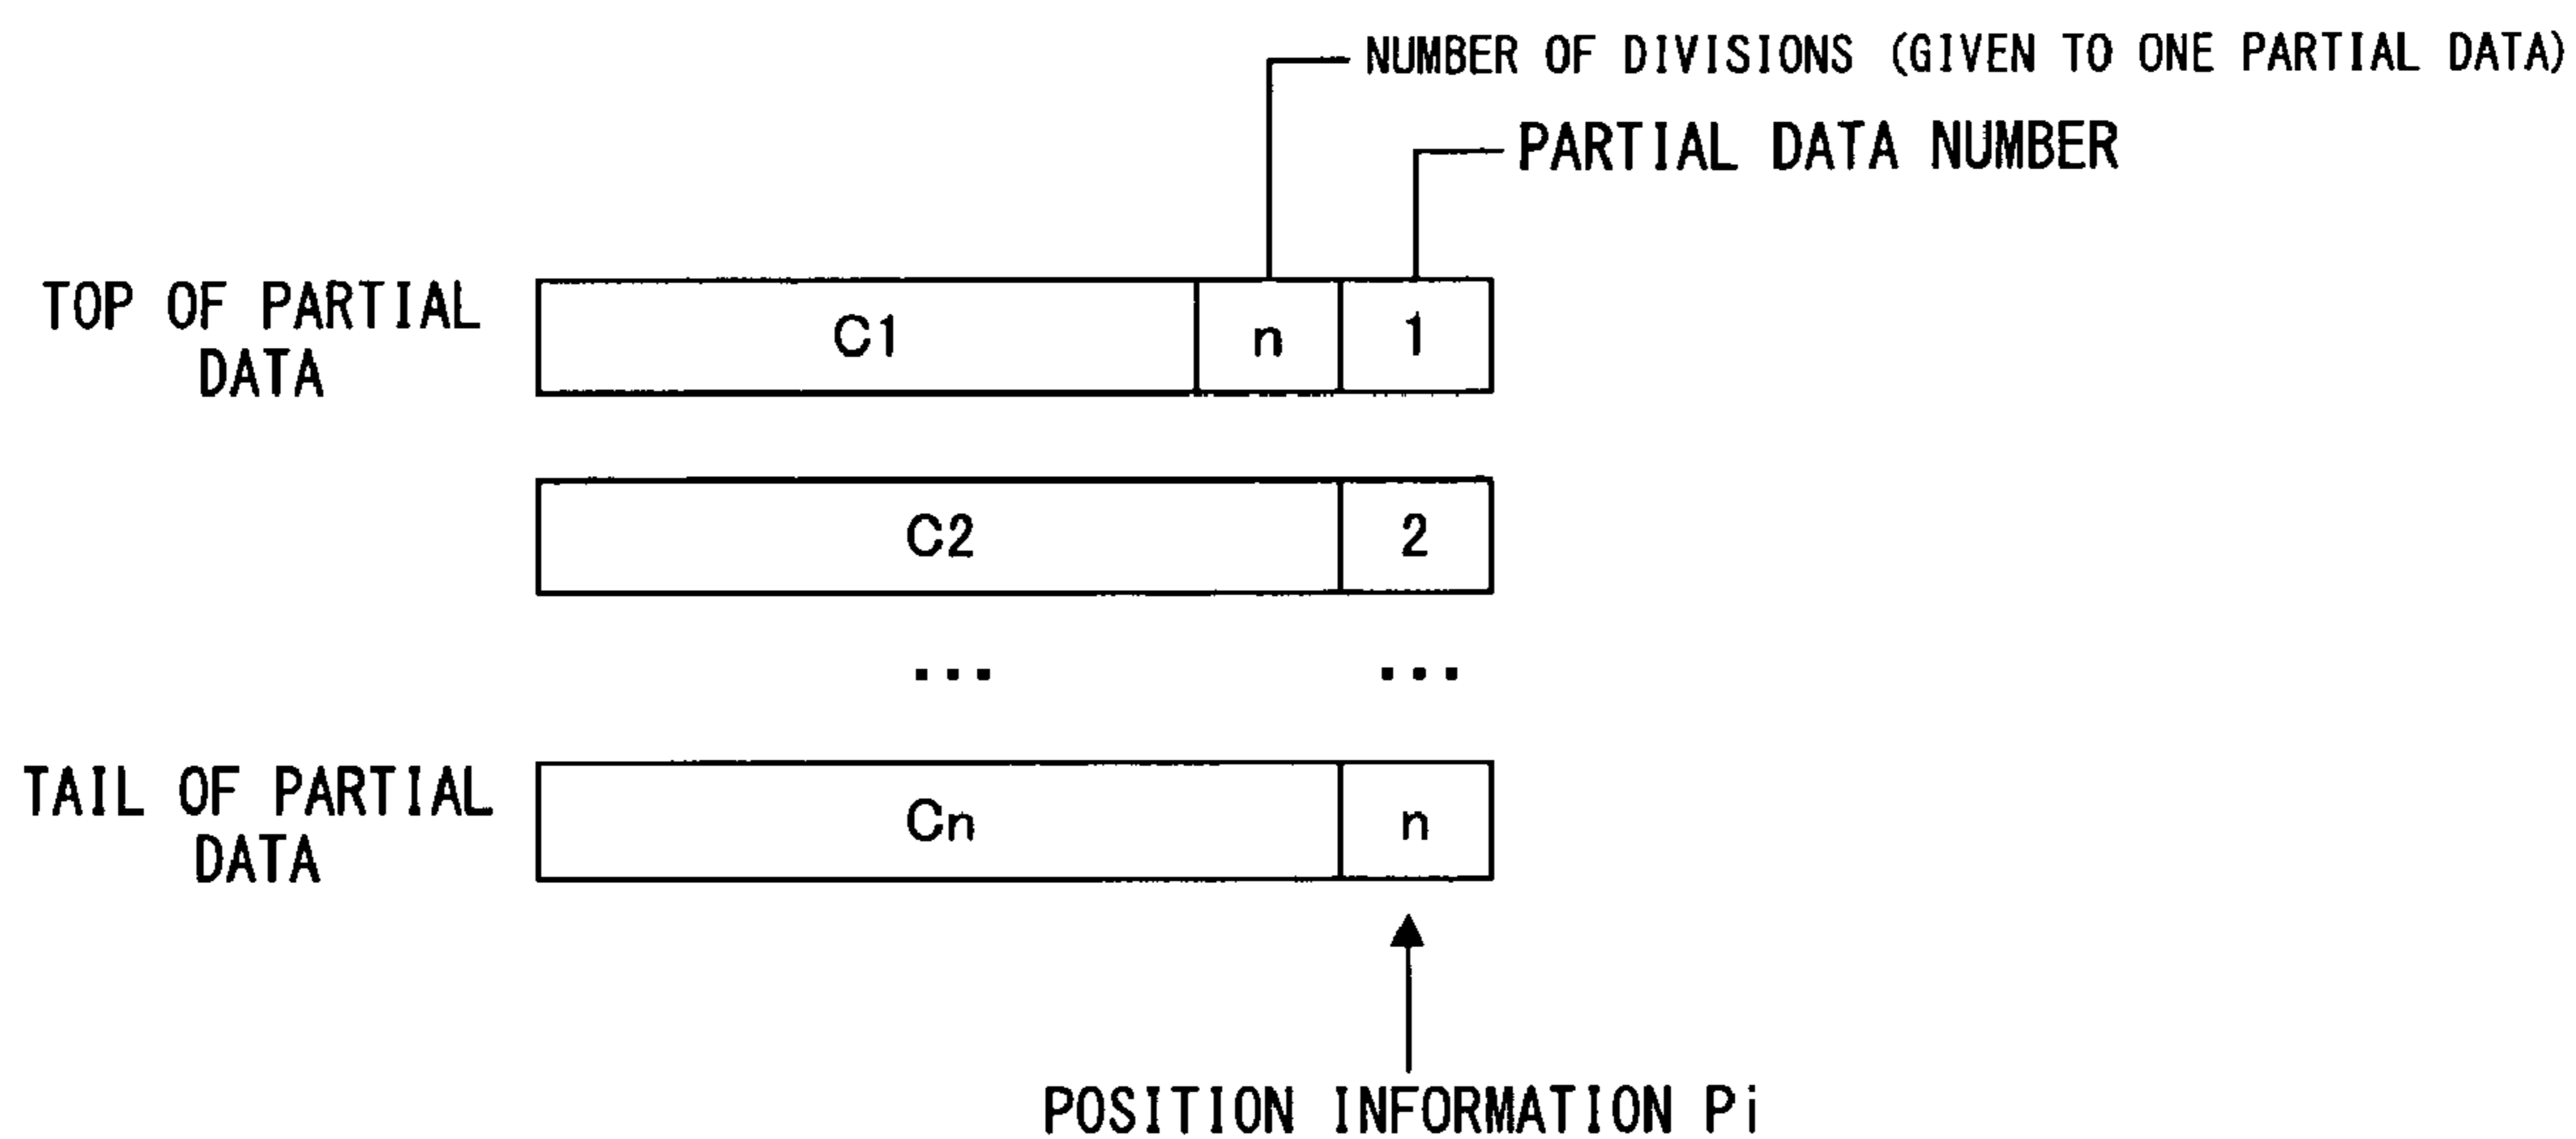 NUMBER OF DIVISIONS (GIVEN TO ONE PARTIAL DATA)
PARTIAL DATA NUMBER
TOP OF PARTIAL
DATA
C1 n 1
C2 2
... ...
TAIL OF PARTIAL
DATA
Cn n
POSITION INFORMATION Pi